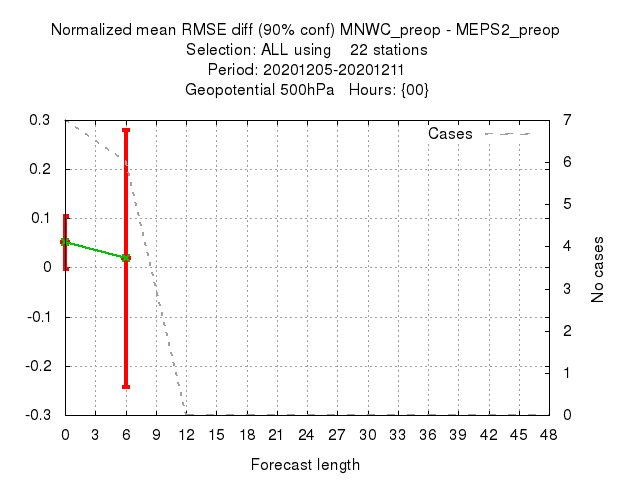 Normalized mean RMSE diff (90% conf) MNWC_preop - MEPS2_preop
Selection: ALL using    22 stations
Period: 20201205-20201211
Geopotential 500hPa   Hours: {00}
Cases
0.3
0.2
0.1
0
-0.1
-0.2
-0.3
7
6
5
4
3
2
1
0
No cases
0 3 6 9 12 15 18 21 24 27 30 33 36 39 42 45 48
Forecast length